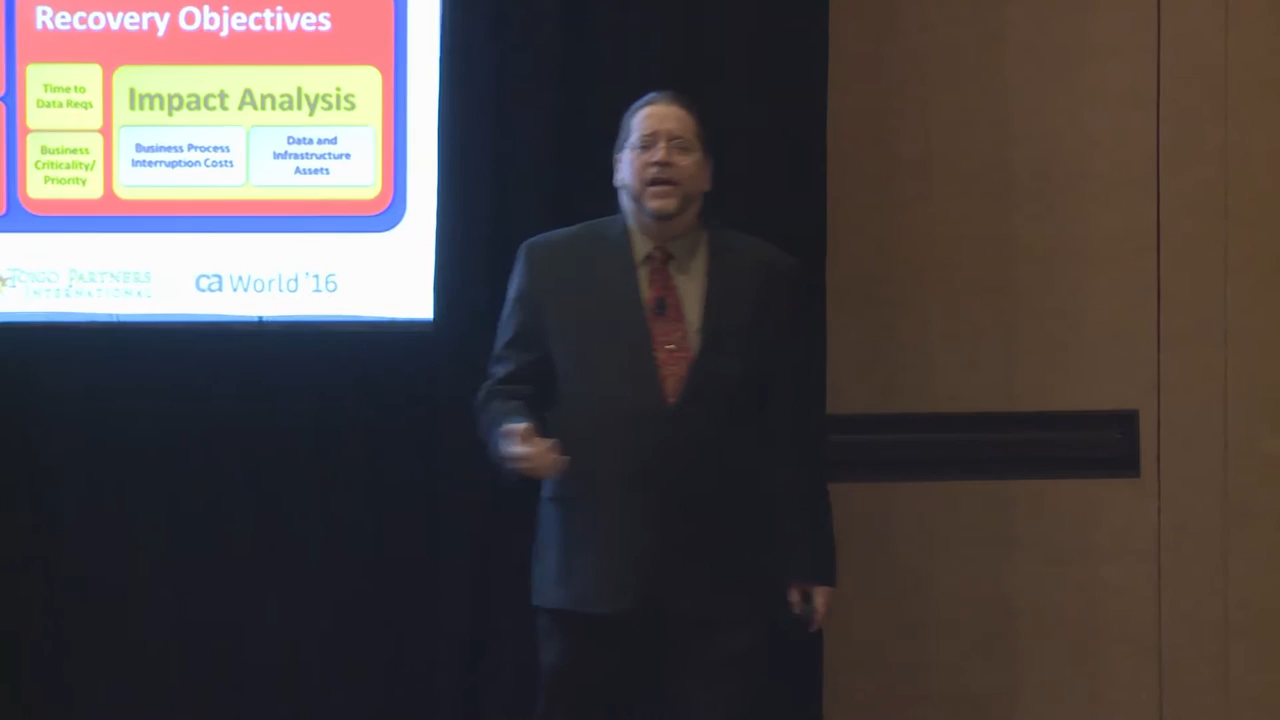 Recovery Objectives
Time to
Data Reqs
Business
Criticality/
Priority
Impact Analysis
Business Process
Interruption Costs
Data and
Infrastructure
Assets
PARTNERS
INTERNATIONAL
ca World '16